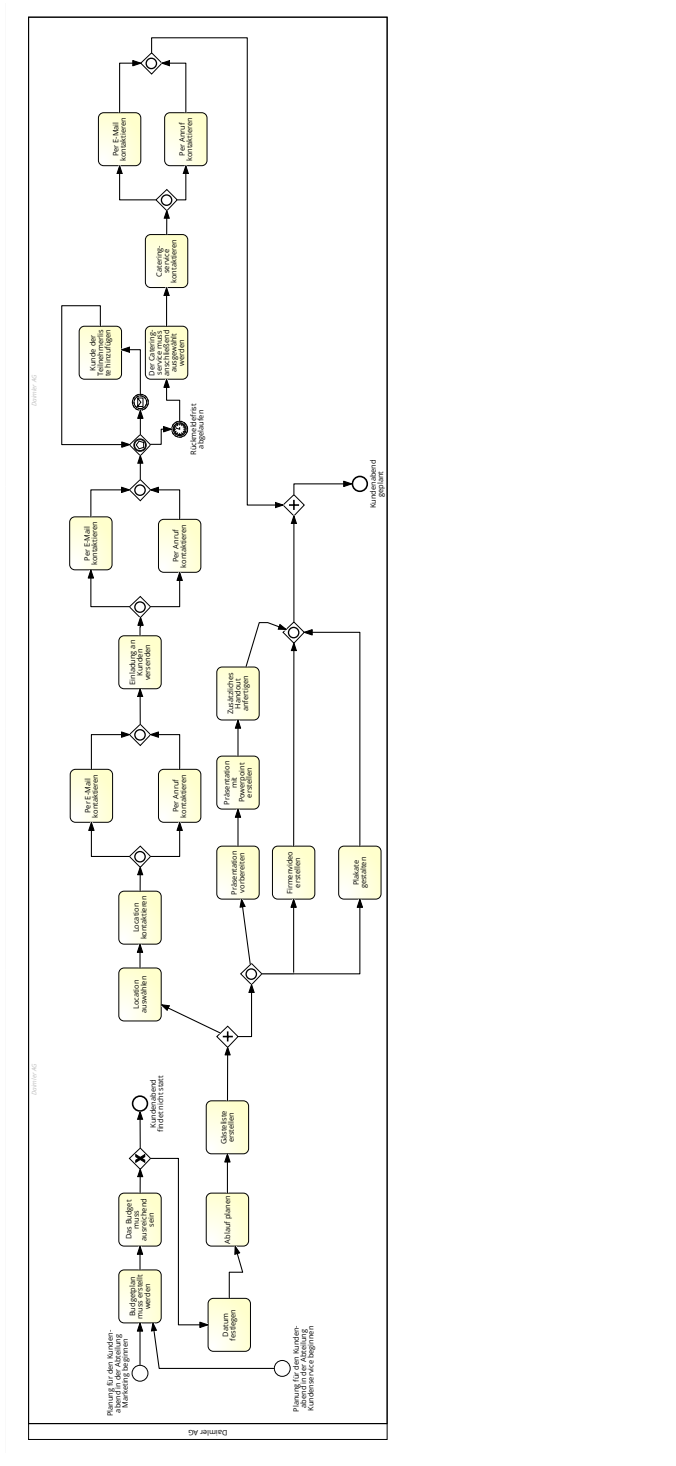 Daimler AG
Planung für den Kunden-
abend in der Abteilung
Marketing beginnen
Planung für den Kunden-
abend in der Abteilung
Kundenservice beginnen
Budgetplan
muss erstellt
werden
Das Budget
muss
ausreichend
sein
Kundenabend
findet nicht statt
Datum
festlegen
Ablauf planen
Gästeliste
erstellen
Location
auswählen
Location
kontaktieren
Per E-Mail
kontaktieren
Per Anruf
kontaktieren
Einladung an
Kunden
versenden
Per E-Mail
kontaktieren
Per Anruf
kontaktieren
Kunde der
Teilnehmerlis
te hinzufügen
Rückmeldefrist
abgelaufen
Der Catering-
service muss
anschließend
ausgewählt
werden
Catering-
service
kontaktieren
Per E-Mail
kontaktieren
Per Anruf
kontaktieren
Präsentation
vorbereiten
Präsentation
mit
Powerpoint
erstellen
Zusätzliches
Handout
anfertigen
Firmenvideo
erstellen
Plakate
gestalten
Kundenabend
geplant
Daimler AG
Daimler AG